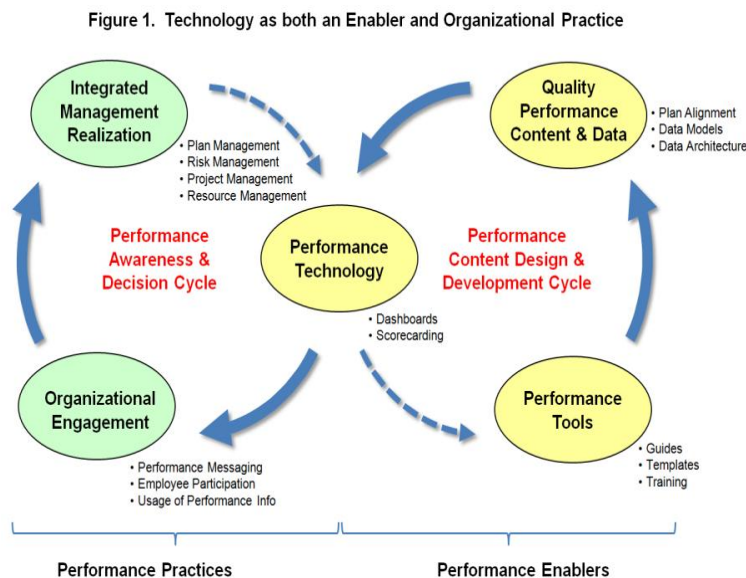 Figure 1. Technology as both an Enabler and Organizational Practice
Integrated
Management
Realization
• Plan Management
• Risk Management
• Project Management
• Resource Management
Quality
Performance
Content & Data
• Plan Alignment
• Data Models
• Data Architecture
Performance
Awareness &
Decision Cycle
Performance
Technology
• Dashboards
• Scorecarding
Performance
Content Design &
Development Cycle
Organizational
Engagement
• Performance Messaging
• Employee Participation
• Usage of Performance Info
Performance
Tools
• Guides
• Templates
• Training
Performance Practices
Performance Enablers